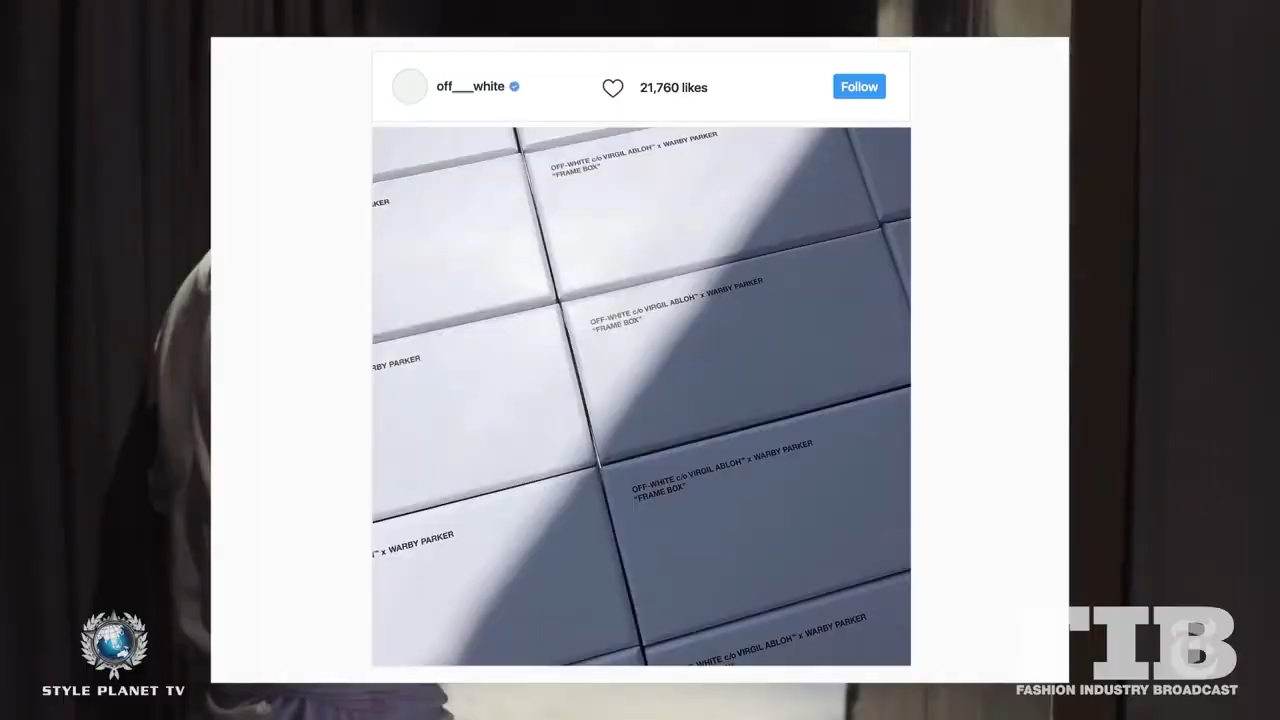 off___white
21,760 likes
Follow
OFF-WHITE c/o VIRGIL ABLOH™ x WARBY PARKER
"FRAME BOX"
KER
OFF-WHITE c/o VIRGIL ABLOH™ x WARBY PARKER
"FRAME BOX"
RBY PARKER
OFF-WHITE c/o VIRGIL ABLOH™ x WARBY PARKER
"FRAME BOX"
™ x WARBY PARKER
WHITE c/o VIRGIL ABLOH™ x WARBY PARKER
STYLE PLANET TV
FIB
FASHION INDUSTRY BROADCAST